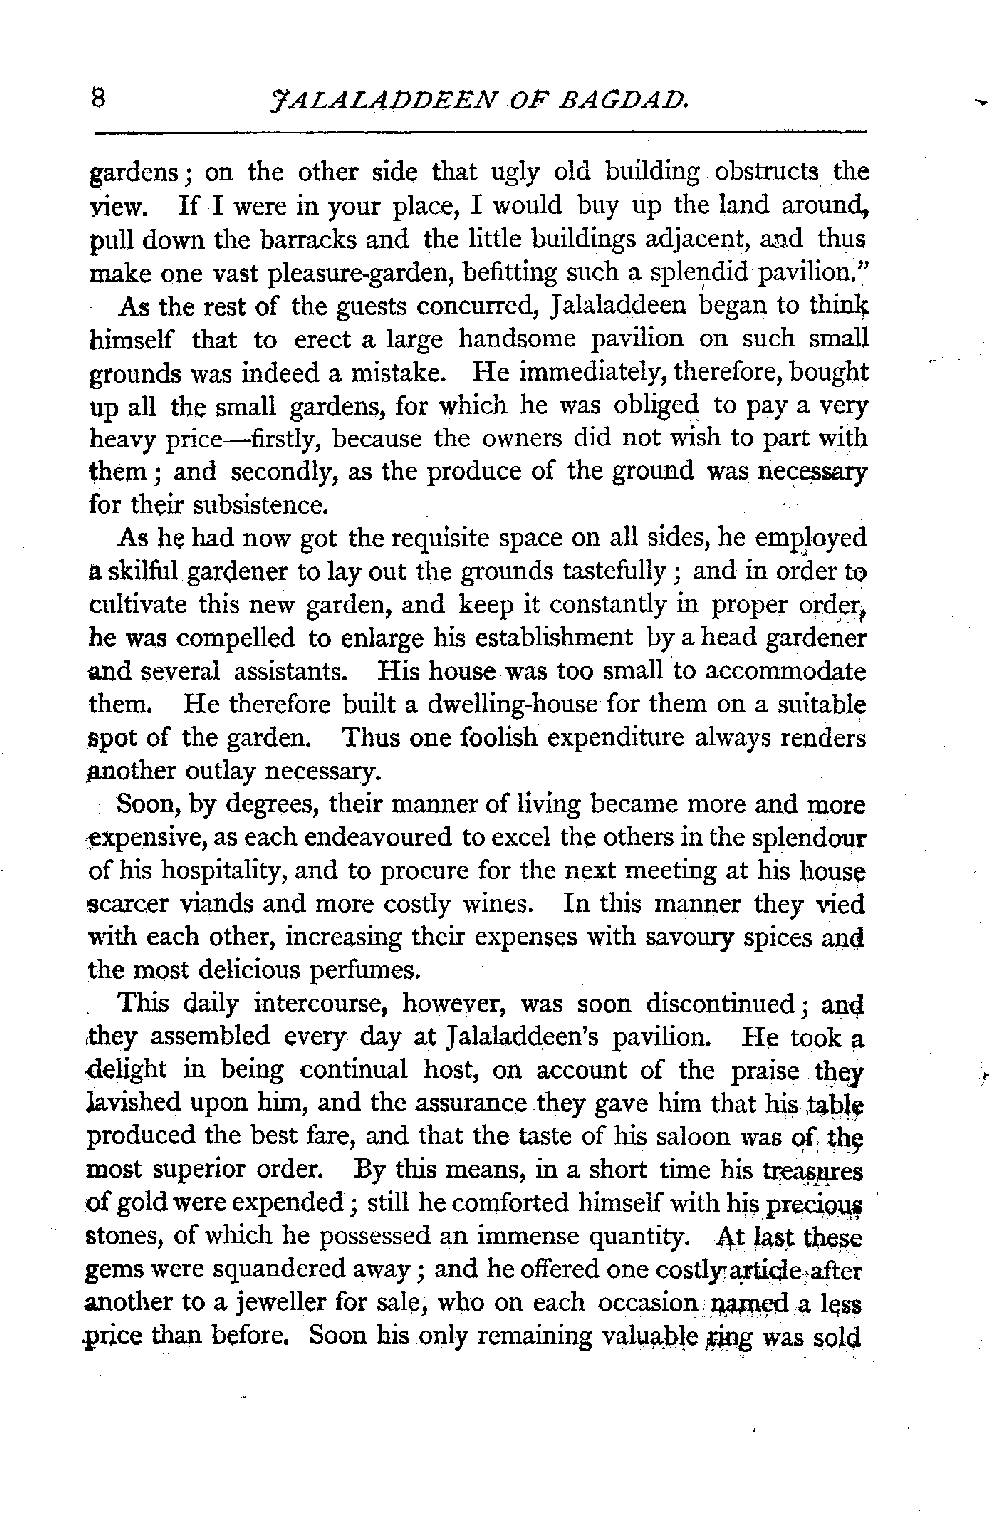 8 JALALADDEEN OF BAGDAD.
gardens; on the other side that ugly old building obstructs the
view. If I were in your place, I would buy up the land around,
pull down the barracks and the little buildings adjacent, and thus
make one vast pleasure-garden, befitting such a splendid pavilion.”
As the rest of the guests concurred, Jalaladdeen began to think
himself that to erect a large handsome pavilion on such small
grounds was indeed a mistake. He immediately, therefore, bought
up all the small gardens, for which he was obliged to pay a very
heavy price—firstly, because the owners did not wish to part with
them; and secondly, as the produce of the ground was necessary
for their subsistence.
As he had now got the requisite space on all sides, he employed
a skilful gardener to lay out the grounds tastefully; and in order to
cultivate this new garden, and keep it constantly in proper order,
he was compelled to enlarge his establishment by a head gardener
and several assistants. His house was too small to accommodate
them. He therefore built a dwelling-house for them on a suitable
spot of the garden. Thus one foolish expenditure always renders
another outlay necessary.
Soon, by degrees, their manner of living became more and more
expensive, as each endeavoured to excel the others in the splendour
of his hospitality, and to procure for the next meeting at his house
scarcer viands and more costly wines. In this manner they vied
with each other, increasing their expenses with savoury spices and
the most delicious perfumes.
This daily intercourse, however, was soon discontinued; and
they assembled every day at Jalaladdeen's pavilion. He took a
delight in being continual host, on account of the praise they
lavished upon him, and the assurance they gave him that his table
produced the best fare, and that the taste of his saloon was of the
most superior order. By this means, in a short time his treasures
of gold were expended; still he comforted himself with his precious
stones, of which he possessed an immense quantity. At last these
gems were squandered away; and he offered one costly article after
another to a jeweller for sale, who on each occasion named a less
price than before. Soon his only remaining valuable ring was sold